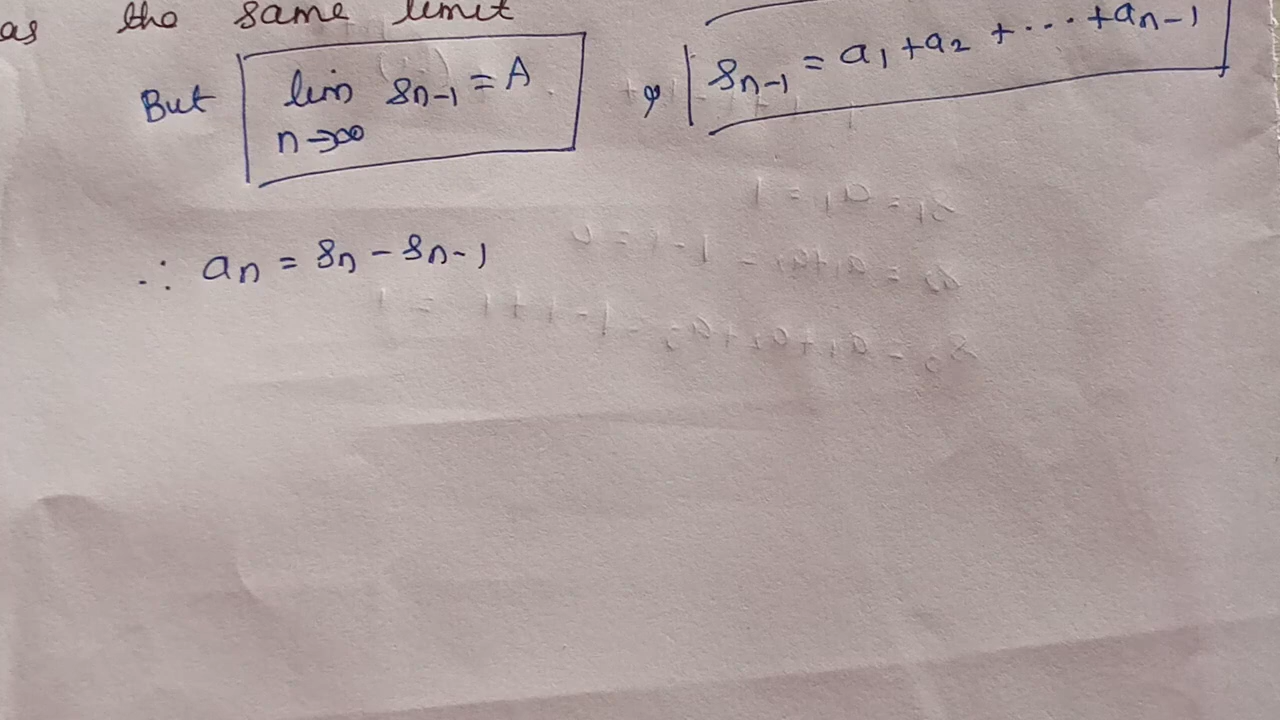 as the same limit
But lim n→∞ Sn-1 = A & Sn-1 = a1 + a2 + ··· + an-1
∴ an = Sn - Sn-1